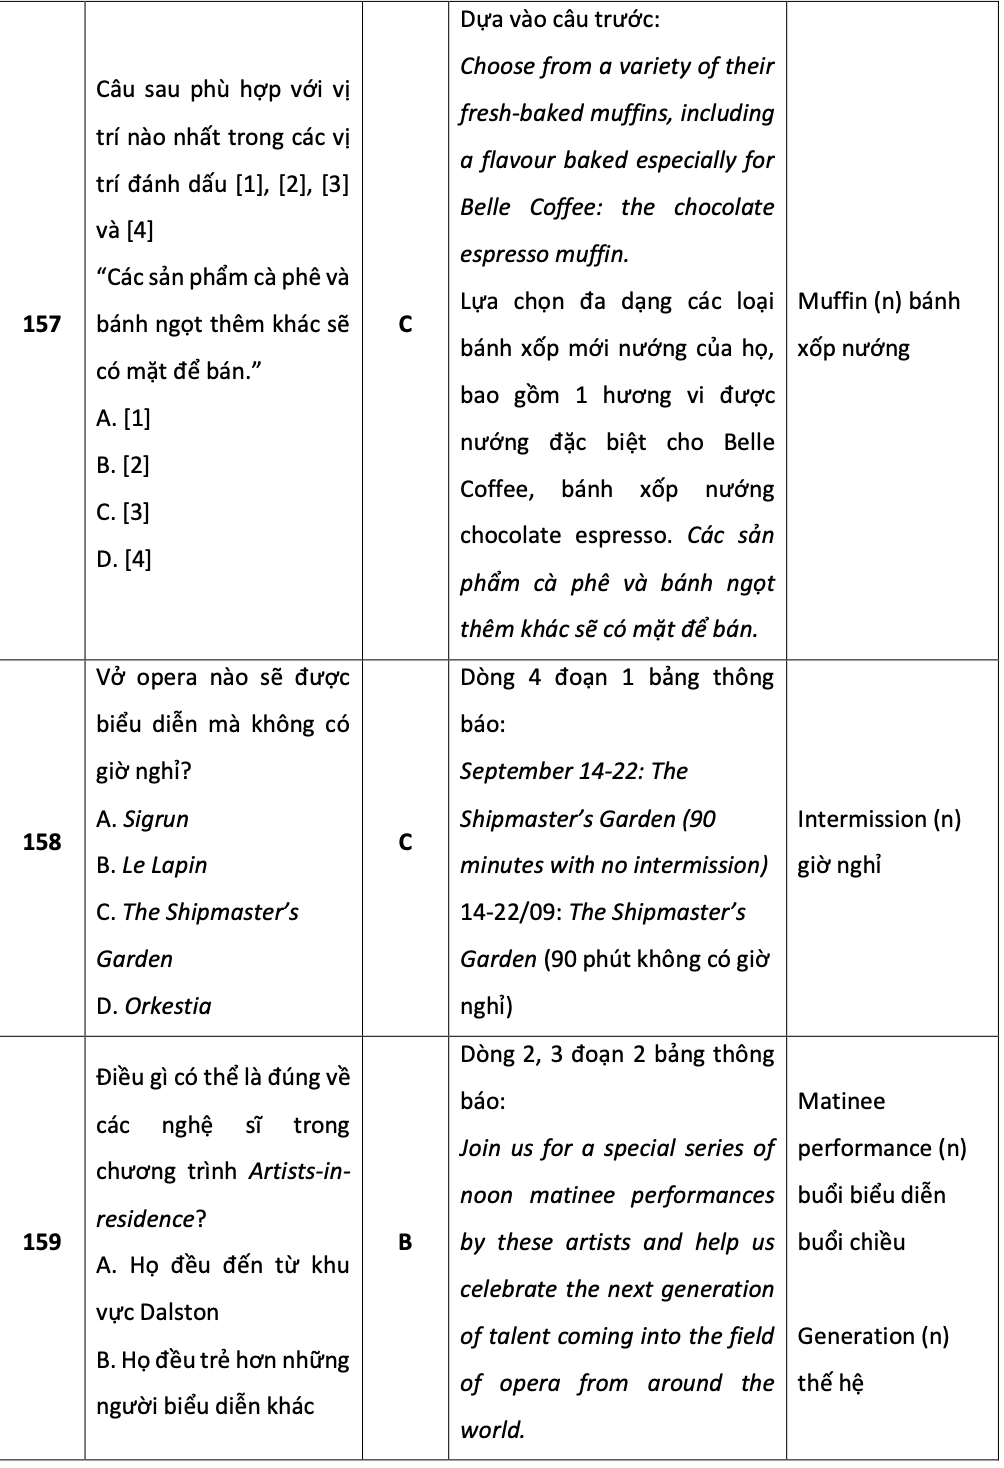 157
Câu sau phù hợp với vị
trí nào nhất trong các vị
trí đánh dấu [1], [2], [3]
và [4]
“Các sản phẩm cà phê và
bánh ngọt thêm khác sẽ
có mặt để bán.”
A. [1]
B. [2]
C. [3]
D. [4]
C
Dựa vào câu trước:
Choose from a variety of their
fresh-baked muffins, including
a flavour baked especially for
Belle Coffee: the chocolate
espresso muffin.
Lựa chọn đa dạng các loại
bánh xốp mới nướng của họ,
bao gồm 1 hương vi được
nướng đặc biệt cho Belle
Coffee, bánh xốp nướng
chocolate espresso. Các sản
phẩm cà phê và bánh ngọt
thêm khác sẽ có mặt để bán.
Muffin (n) bánh
xốp nướng
158
Vở opera nào sẽ được
biểu diễn mà không có
giờ nghỉ?
A. Sigrun
B. Le Lapin
C. The Shipmaster’s
Garden
D. Orkestia
C
Dòng 4 đoạn 1 bảng thông
báo:
September 14-22: The
Shipmaster’s Garden (90
minutes with no intermission)
14-22/09: The Shipmaster’s
Garden (90 phút không có giờ
nghỉ)
Intermission (n)
giờ nghỉ
159
Điều gì có thể là đúng về
các nghệ sĩ trong
chương trình Artists-in-
residence?
A. Họ đều đến từ khu
vực Dalston
B. Họ đều trẻ hơn những
người biểu diễn khác
B
Dòng 2, 3 đoạn 2 bảng thông
báo:
Join us for a special series of
noon matinee performances
by these artists and help us
celebrate the next generation
of talent coming into the field
of opera from around the
world.
Matinee
performance (n)
buổi biểu diễn
buổi chiều
Generation (n)
thế hệ